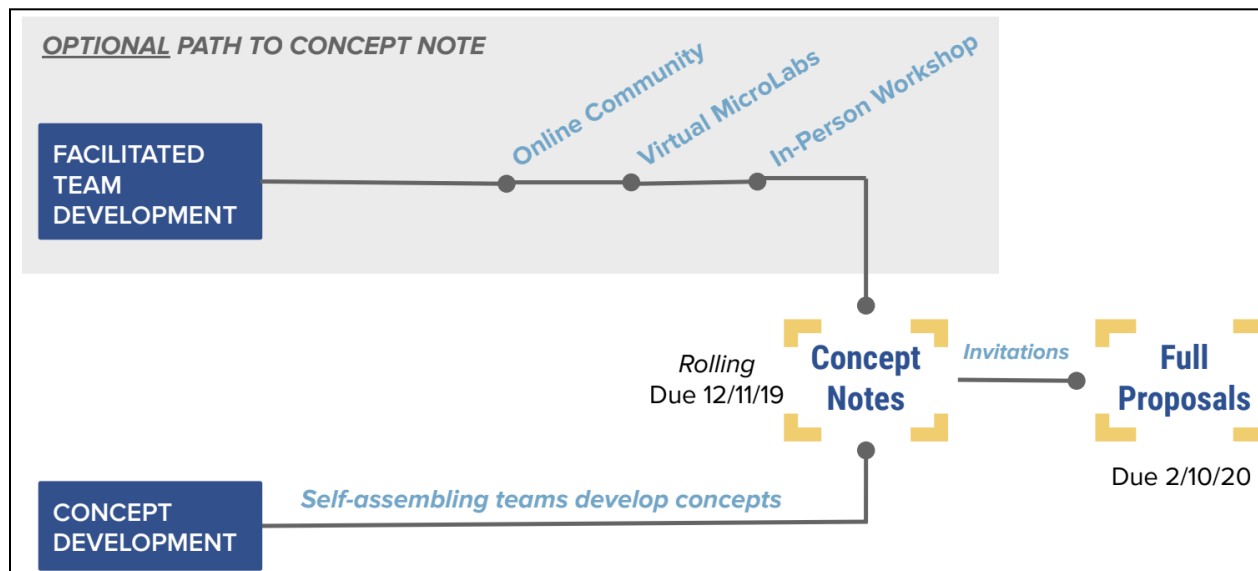 OPTIONAL PATH TO CONCEPT NOTE
Online Community
Virtual MicroLabs
In-Person Workshop
FACILITATED
TEAM
DEVELOPMENT
Rolling
Due 12/11/19
Concept
Notes
Invitations
Full
Proposals
Due 2/10/20
Self-assembling teams develop concepts
CONCEPT
DEVELOPMENT